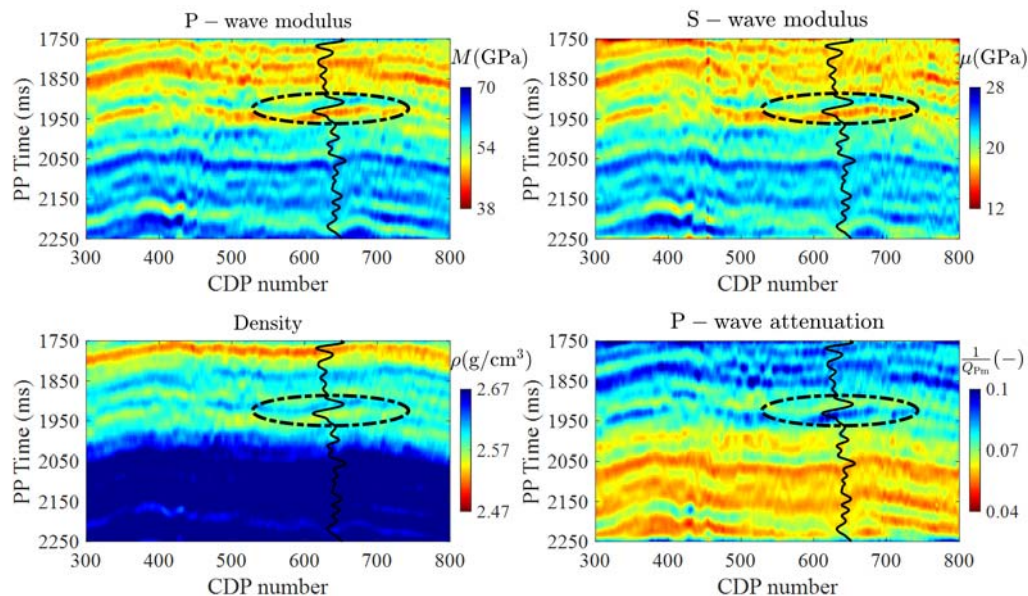 P – wave modulus
M(GPa)
1750
1850
1950
2050
2150
2250
PP Time (ms)
300 400 500 600 700 800
CDP number
70
54
38
S – wave modulus
μ(GPa)
1750
1850
1950
2050
2150
2250
PP Time (ms)
300 400 500 600 700 800
CDP number
28
20
12
Density
ρ(g/cm³)
1750
1850
1950
2050
2150
2250
PP Time (ms)
300 400 500 600 700 800
CDP number
2.67
2.57
2.47
P – wave attenuation
1/Q_Pm (–)
1750
1850
1950
2050
2150
2250
PP Time (ms)
300 400 500 600 700 800
CDP number
0.1
0.07
0.04